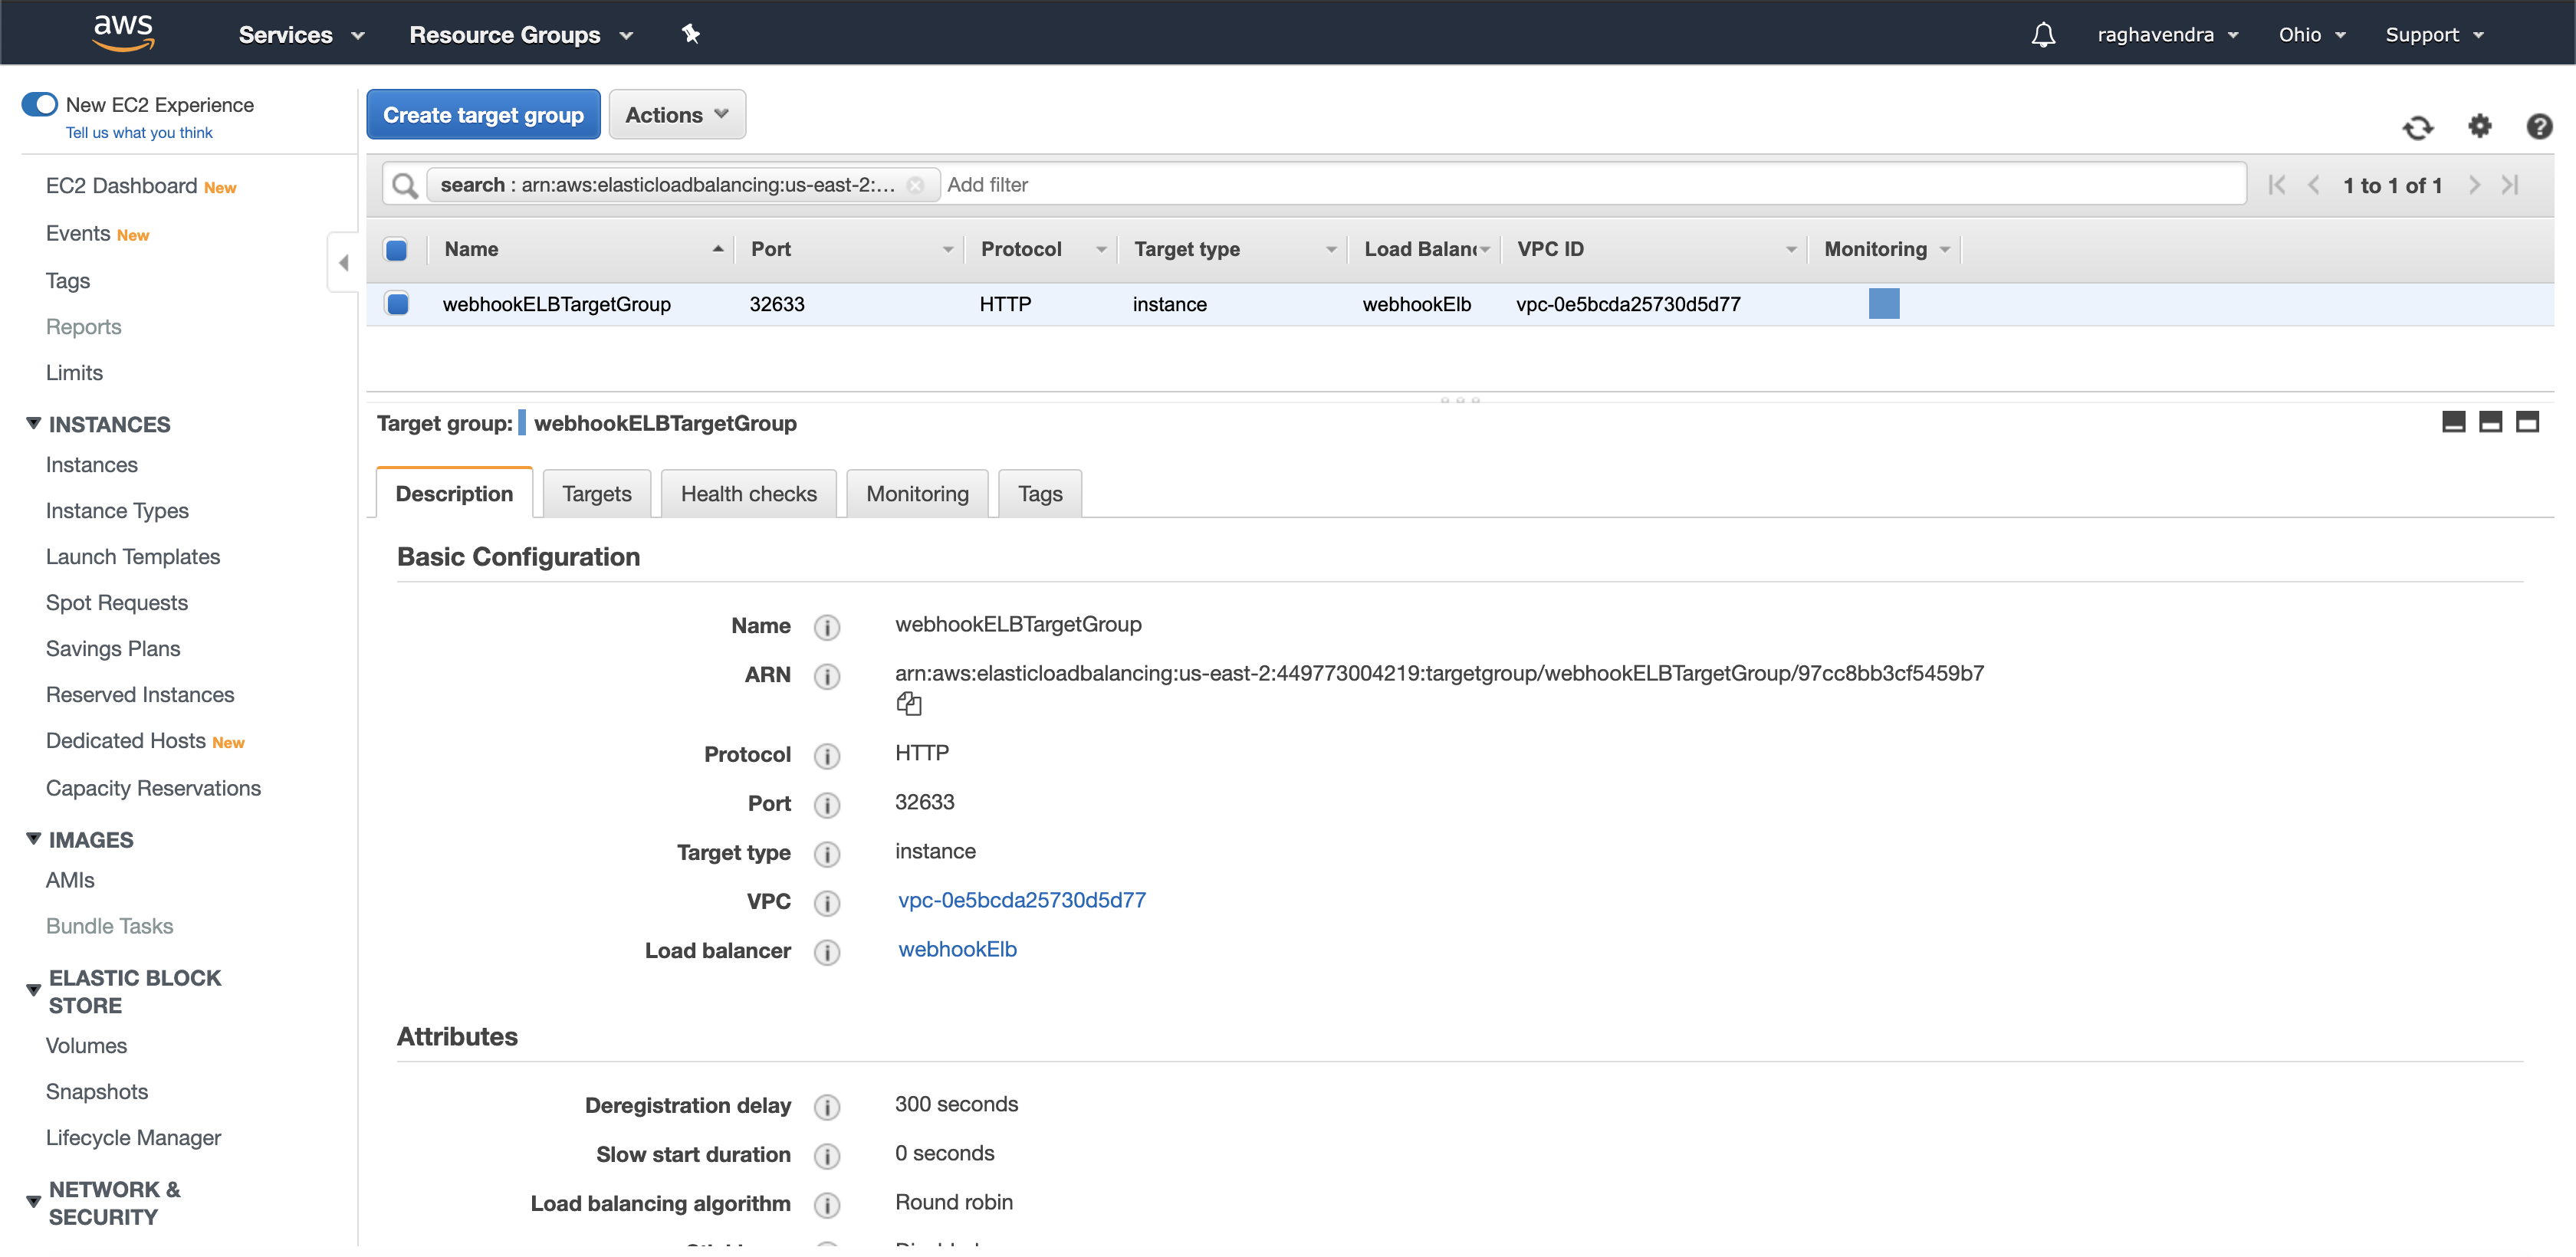 aws Services Resource Groups raghavendra Ohio Support
New EC2 Experience
Tell us what you think
EC2 Dashboard New
Events New
Tags
Reports
Limits
INSTANCES
Instances
Instance Types
Launch Templates
Spot Requests
Savings Plans
Reserved Instances
Dedicated Hosts New
Capacity Reservations
IMAGES
AMIs
Bundle Tasks
ELASTIC BLOCK
STORE
Volumes
Snapshots
Lifecycle Manager
NETWORK &
SECURITY
Create target group Actions
search : arn:aws:elasticloadbalancing:us-east-2:... Add filter 1 to 1 of 1
Name Port Protocol Target type Load Balanc VPC ID Monitoring
webhookELBTargetGroup 32633 HTTP instance webhookElb vpc-0e5bcda25730d5d77
Target group: webhookELBTargetGroup
Description Targets Health checks Monitoring Tags
Basic Configuration
Name webhookELBTargetGroup
ARN arn:aws:elasticloadbalancing:us-east-2:449773004219:targetgroup/webhookELBTargetGroup/97cc8bb3cf5459b7
Protocol HTTP
Port 32633
Target type instance
VPC vpc-0e5bcda25730d5d77
Load balancer webhookElb
Attributes
Deregistration delay 300 seconds
Slow start duration 0 seconds
Load balancing algorithm Round robin